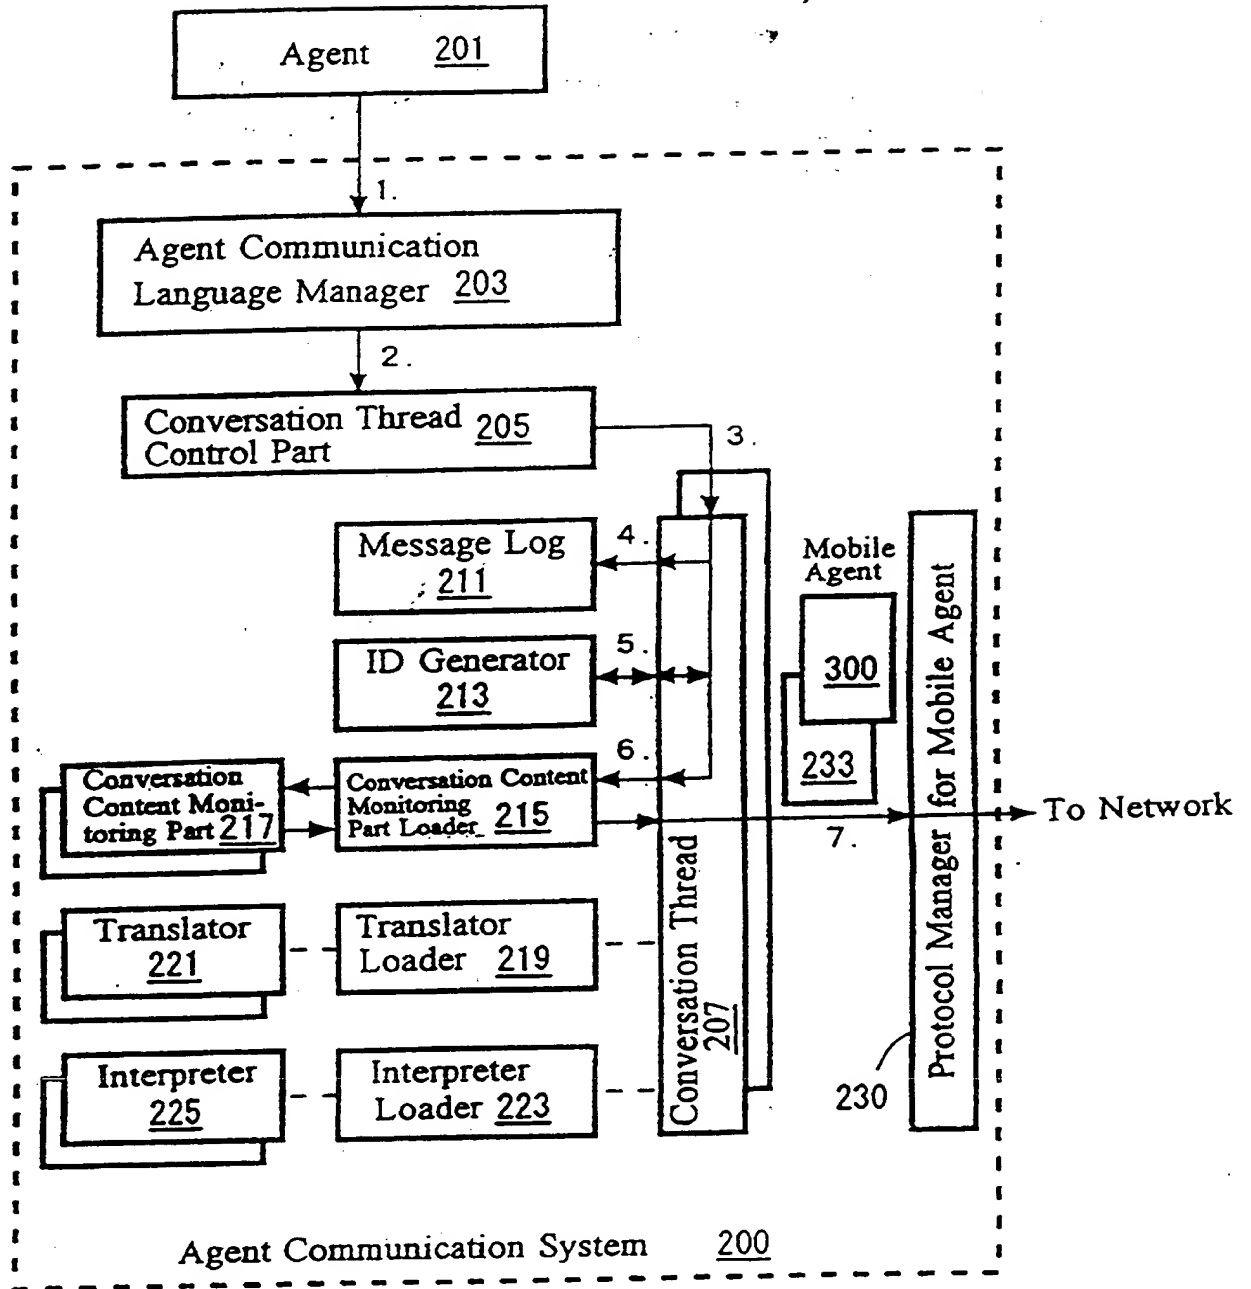 Agent 201
1.
Agent Communication
Language Manager 203
2.
Conversation Thread 205
Control Part
3.
Message Log
211
4.
ID Generator
213
5.
6.
Conversation
Content Moni-
toring Part 217
Conversation Content
Monitoring
Part Loader 215
Translator
221
Translator
Loader 219
Interpreter
225
Interpreter
Loader 223
Conversation Thread
207
Mobile
Agent
300
233
7.
Protocol Manager for Mobile Agent
230
To Network
Agent Communication System 200